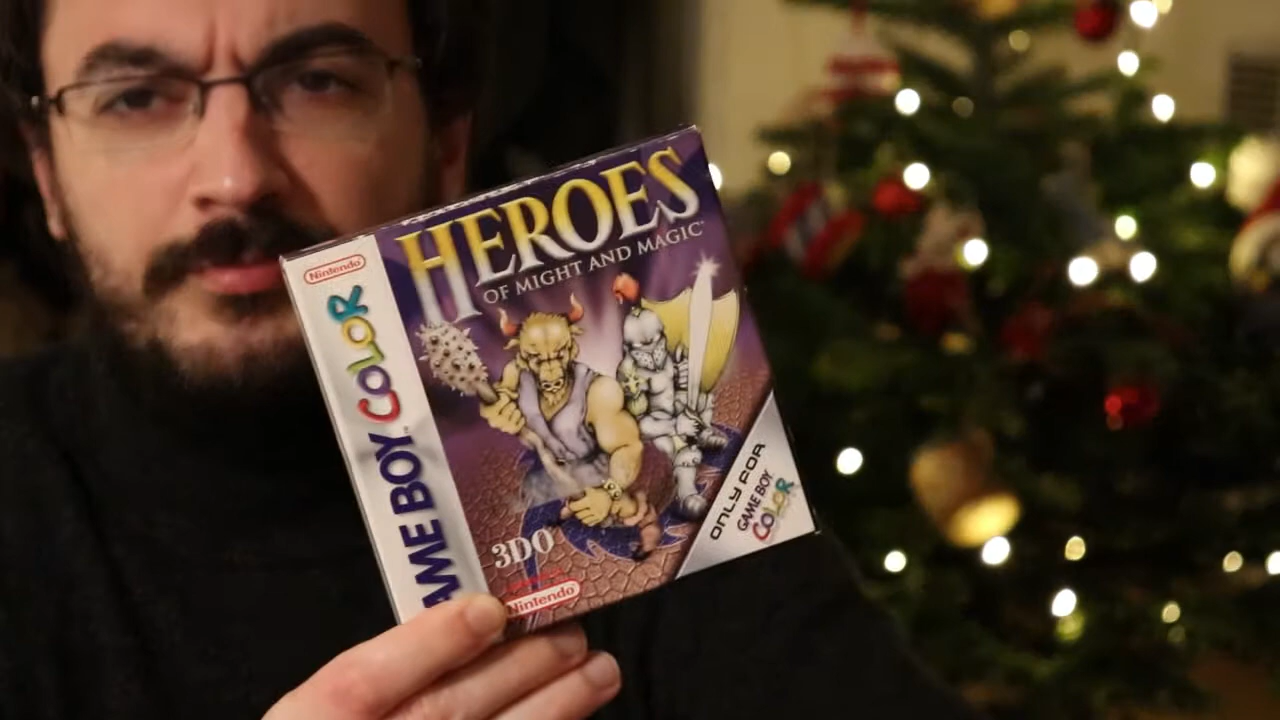 Nintendo
GAME BOY COLOR
HEROES
OF MIGHT AND MAGIC
3DO
Nintendo
ONLY FOR
GAME BOY
COLOR